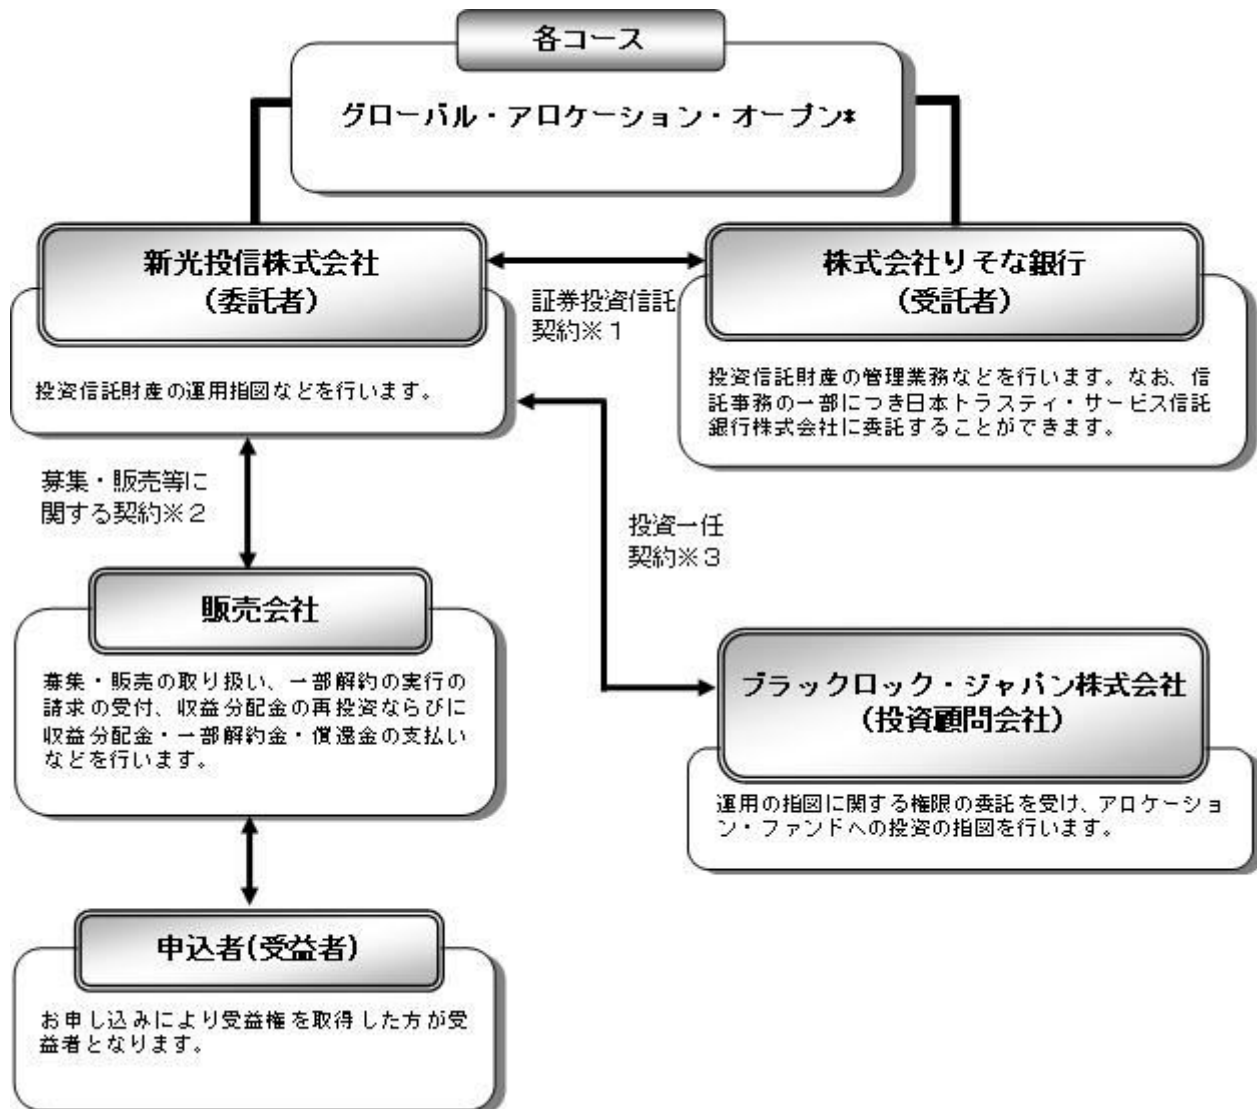 各コース
グローバル・アロケーション・オープン*
新光投信株式会社
(委託者)
投資信託財産の運用指図などを行います。
証券投資信託
契約※1
株式会社りそな銀行
(受託者)
投資信託財産の管理業務などを行います。なお、信
託事務の一部につき日本トラスティ・サービス信託
銀行株式会社に委託することができます。
募集・販売等に
関する契約※2
投資一任
契約※3
販売会社
募集・販売の取り扱い、一部解約の実行の
請求の受付、収益分配金の再投資ならびに
収益分配金・一部解約金・償還金の支払い
などを行います。
ブラックロック・ジャパン株式会社
(投資顧問会社)
運用の指図に関する権限の委託を受け、アロケーショ
ン・ファンドへの投資の指図を行います。
申込者(受益者)
お申し込みにより受益権を取得した方が受
益者となります。